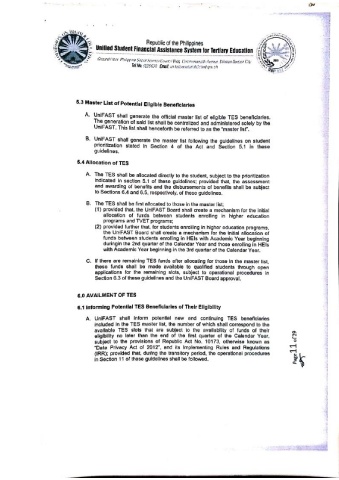 Republic of the Philippines
Unified Student Financial Assistance System for Tertiary Education
5.3 Master List of Potential Eligible Beneficiaries
A. UniFAST shall generate the official master list of eligible TES beneficiaries.
The generation of said list shall be centralized and administered solely by the
UniFAST. This list shall henceforth be referred to as the "master list".
B. UniFAST shall generate the master list following the guidelines on student
prioritization stated in Section 4 of the Act and Section 5.1 in these
guidelines.
5.4 Allocation of TES
A. The TES shall be allocated directly to the student, subject to the prioritization
indicated in section 5.1 of these guidelines; provided that, the assessment
and awarding of benefits and the disbursements of benefits shall be subject
to Sections 6.4 and 6.5, respectively, of these guidelines.
B. The TES shall be first allocated to those in the master list;
(1) provided that, the UniFAST Board shall create a mechanism for the initial
allocation of funds between students enrolling in higher education
programs and TVET programs;
(2) provided further that, for students enrolling in higher education programs,
the UniFAST Board shall create a mechanism for the initial allocation of
funds between students enrolling in HEIs with Academic Year beginning
duringin the 2nd quarter of the Calendar Year and those enrolling in HEIs
with Academic Year beginning in the 3rd quarter of the Calendar Year.
C. If there are remaining TES funds after allocating for those in the master list,
these funds shall be made available to qualified students through open
applications for the remaining slots, subject to operational procedures in
Section 6.3 of these guidelines and the UniFAST Board approval.
6.0 AVAILMENT OF TES
6.1 Informing Potential TES Beneficiaries of Their Eligibility
A. UniFAST shall inform potential new and continuing TES beneficiaries
included in the TES master list, the number of which shall correspond to the
available TES slots that are subject to the availability of funds of their
eligibility no later than the end of the first quarter of the Calendar Year,
subject to the provisions of Republic Act No. 10173, otherwise known as
"Data Privacy Act of 2012", and its Implementing Rules and Regulations
(IRR); provided that, during the transitory period, the operational procedures
in Section 11 of these guidelines shall be followed.
Page 11 of 29